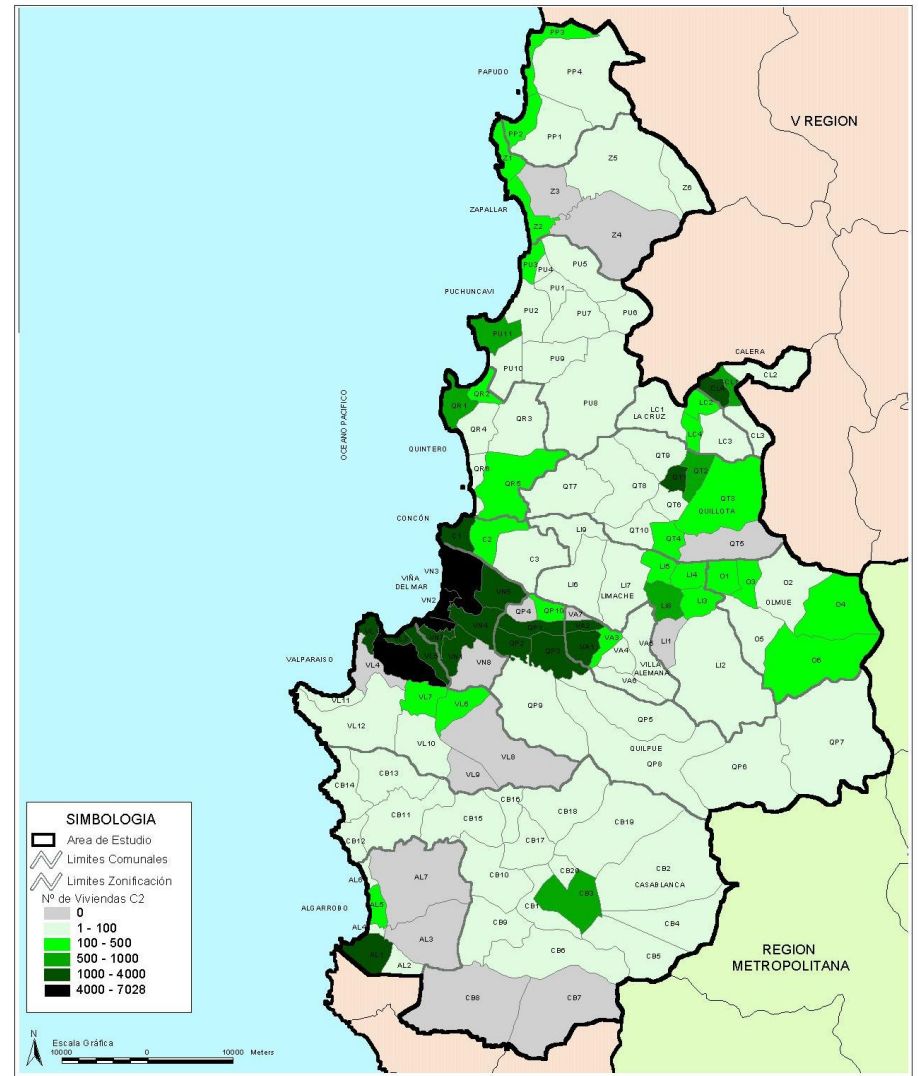 PP3
PAPUDO
PP4
V REGION
PP2
PP1
Z1
Z5
Z3
Z6
ZAPALLAR
Z2
Z4
PU3
PU5
PU4
PUCHUNCAVI
PU1
PU2
PU7
PU6
PU11
CALERA
PU9
CL2
PU10
QR2
LC2
QR1
PU8
LC1
LA CRUZ
OCEANO PACIFICO
QR3
QR4
LC4
LC3
CL3
QUINTERO
QT9
QR6
QT2
QT1
QR5
QT7
QT8
QT3
QT6
QUILLOTA
CONCÓN
C1
C2
LI9
QT10
QT4
QT5
C3
VN3
VIÑA
DEL MAR
LI5
LI4
O1
O3
O2
LI6
LI7
LIMACHE
OLMUE
VN2
VN5
LI8
LI3
O4
QP4
QP10
VA7
VN4
VA3
LI1
O5
VALPARAISO
QP2
QP3
VA4
VA5
VILLA
ALEMANA
VL4
VN8
LI2
O6
VA6
VL7
VL6
VL11
QP9
QP5
VL12
VL10
QUILPUE
QP7
VL8
QP8
QP6
VL9
CB14
CB13
CB16
CB18
CB11
CB15
CB19
CB12
CB17
SIMBOLOGIA
Area de Estudio
Limites Comunales
Limites Zonificación
Nº de Viviendas C2
0
1 - 100
100 - 500
500 - 1000
1000 - 4000
4000 - 7028
AL6
AL7
CB10
CB20
CB2
CASABLANCA
AL5
CB3
ALGARROBO
CB1
AL4
CB9
CB4
AL3
AL1
AL2
CB6
CB5
REGION
METROPOLITANA
CB8
CB7
N
Escala Gráfica
10000
0
10000
Meters